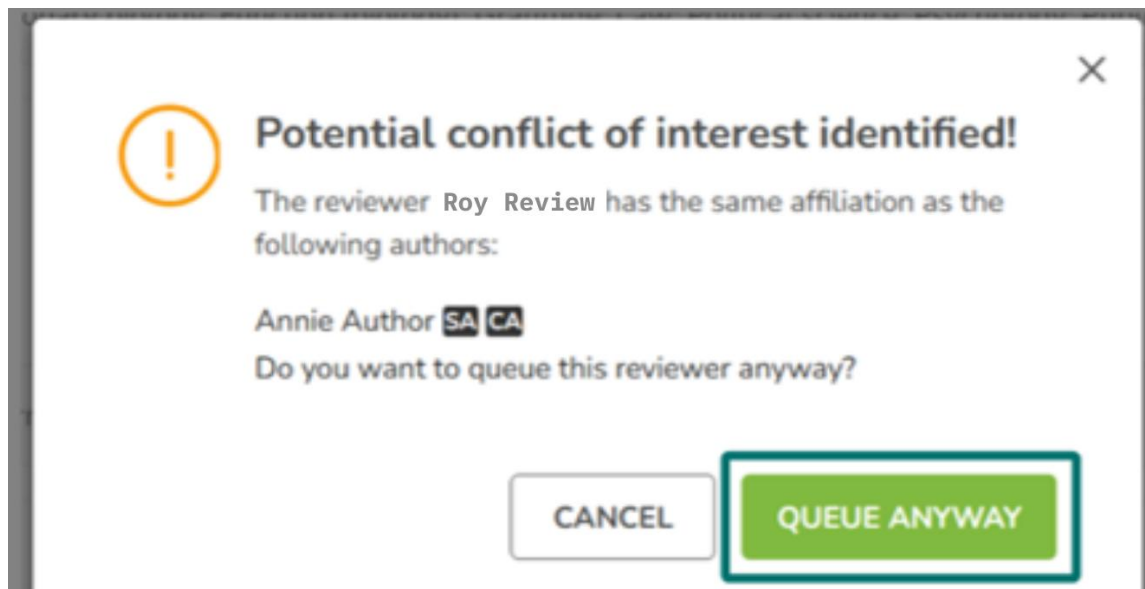 Potential conflict of interest identified!
The reviewer Roy Review has the same affiliation as the
following authors:
Annie Author SA CA
Do you want to queue this reviewer anyway?
CANCEL
QUEUE ANYWAY